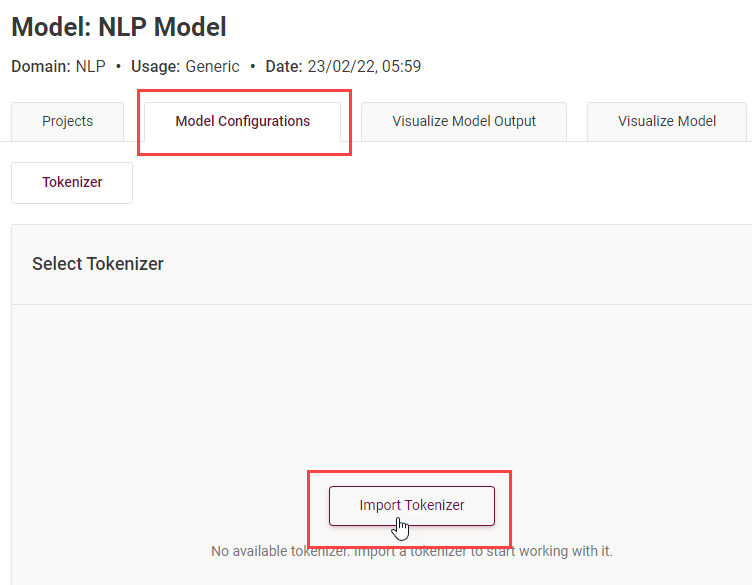 Model: NLP Model
Domain: NLP • Usage: Generic • Date: 23/02/22, 05:59
Projects Model Configurations Visualize Model Output Visualize Model
Tokenizer
Select Tokenizer
Import Tokenizer
No available tokenizer. Import a tokenizer to start working with it.